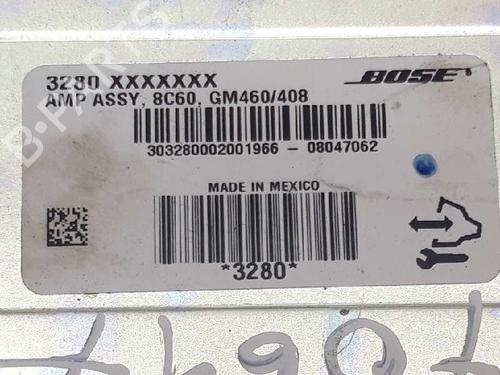 3280 XXXXXXX
BOSE
AMP ASSY, 8C60, GM460/408
303280002001966 – 08047062
MADE IN MEXICO
*3280*
B-PARTS